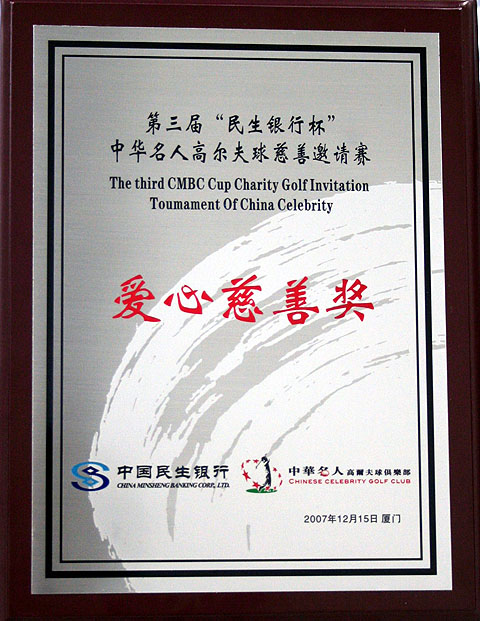 第三届“民生银行杯”
中华名人高尔夫球慈善邀请赛
The third CMBC Cup Charity Golf Invitation
Toumament Of China Celebrity
爱心慈善奖
中国民生银行
CHINA MINSHENG BANKING CORP., LTD.
中華名人高爾夫球俱樂部
CHINESE CELEBRITY GOLF CLUB
2007年12月15日 厦门